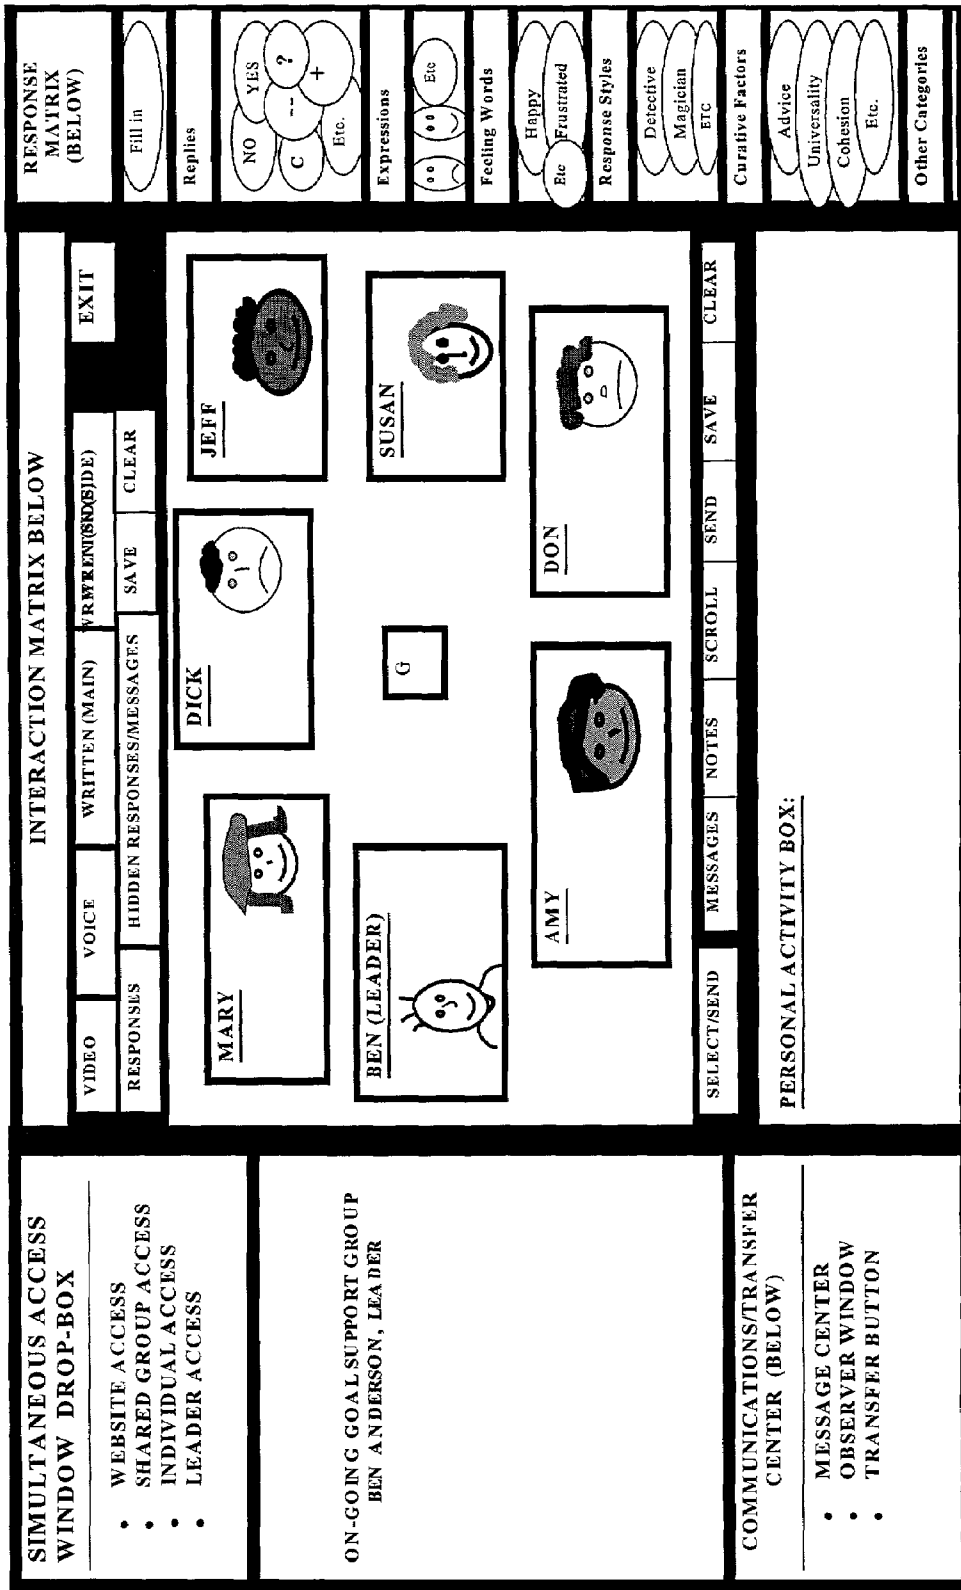 SIMULTANEOUS ACCESS
WINDOW DROP-BOX
• WEBSITE ACCESS
• SHARED GROUP ACCESS
• INDIVIDUAL ACCESS
• LEADER ACCESS
ON-GOING GOAL SUPPORT GROUP
BEN ANDERSON, LEADER
COMMUNICATIONS/TRANSFER
CENTER (BELOW)
• MESSAGE CENTER
• OBSERVER WINDOW
• TRANSFER BUTTON
INTERACTION MATRIX BELOW
VIDEO
VOICE
WRITTEN (MAIN)
EXIT
RESPONSES
HIDDEN RESPONSES/MESSAGES
SAVE
CLEAR
MARY
DICK
JEFF
BEN (LEADER)
G
SUSAN
AMY
DON
SELECT/SEND
MESSAGES
NOTES
SCROLL
SEND
SAVE
CLEAR
PERSONAL ACTIVITY BOX:
RESPONSE
MATRIX
(BELOW)
Fill in
Replies
NO
YES
?
C
--
+
Etc.
Expressions
Etc
Feeling Words
Happy
Frustrated
Etc
Response Styles
Detective
Magician
ETC
Curative Factors
Advice
Universality
Cohesion
Etc.
Other Categories